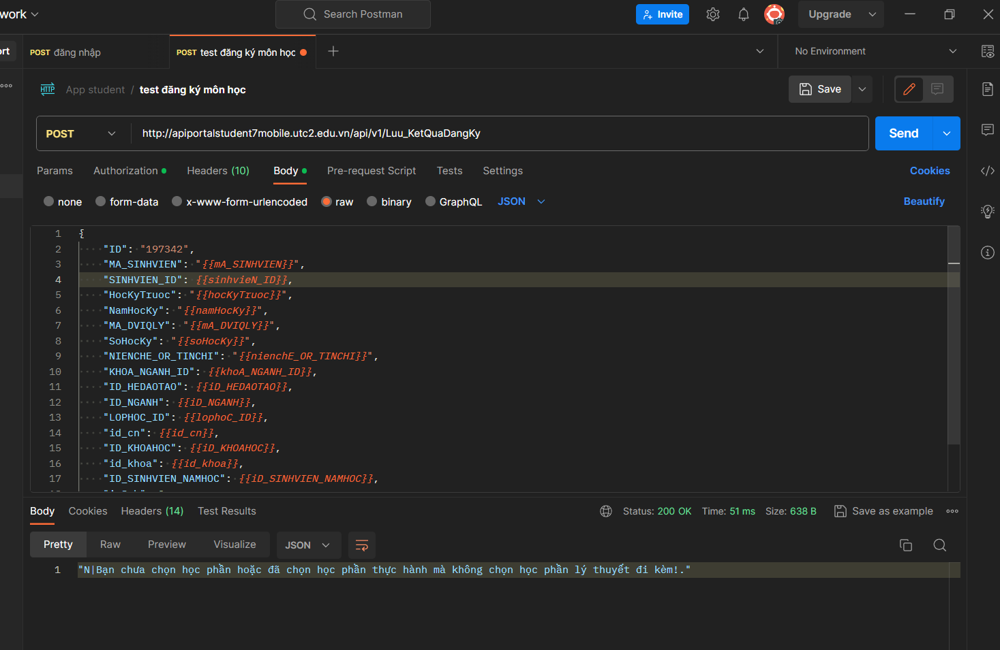 work
Search Postman
Invite
Upgrade
ort
POST đăng nhập
POST test đăng ký môn học
No Environment
HTTP
App student / test đăng ký môn học
Save
POST
http://apiportalstudent7mobile.utc2.edu.vn/api/v1/Luu_KetQuaDangKy
Send
Params
Authorization
Headers (10)
Body
Pre-request Script
Tests
Settings
Cookies
none
form-data
x-www-form-urlencoded
raw
binary
GraphQL
JSON
Beautify
1 {
2 "ID": "197342",
3 "MA_SINHVIEN": "{{mA_SINHVIEN}}",
4 "SINHVIEN_ID": {{sinhvieN_ID}},
5 "HocKyTruoc": "{{hocKyTruoc}}",
6 "NamHocKy": "{{namHocKy}}",
7 "MA_DVIQLY": "{{mA_DVIQLY}}",
8 "SoHocKy": "{{soHocKy}}",
9 "NIENCHE_OR_TINCHI": "{{nienchE_OR_TINCHI}}",
10 "KHOA_NGANH_ID": {{khoA_NGANH_ID}},
11 "ID_HEDAOTAO": {{iD_HEDAOTAO}},
12 "ID_NGANH": {{iD_NGANH}},
13 "LOPHOC_ID": {{lophoC_ID}},
14 "id_cn": {{id_cn}},
15 "ID_KHOAHOC": {{iD_KHOAHOC}},
16 "id_khoa": {{id_khoa}},
17 "ID_SINHVIEN_NAMHOC": {{iD_SINHVIEN_NAMHOC}},
Body
Cookies
Headers (14)
Test Results
Status: 200 OK Time: 51 ms Size: 638 B
Save as example
Pretty
Raw
Preview
Visualize
JSON
1 "N|Bạn chưa chọn học phần hoặc đã chọn học phần thực hành mà không chọn học phần lý thuyết đi kèm!."